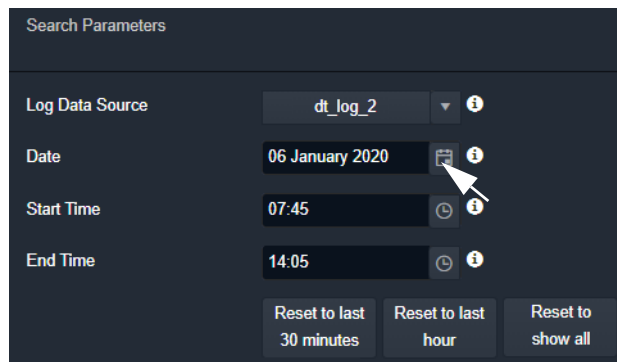 Search Parameters
Log Data Source dt_log_2
Date 06 January 2020
Start Time 07:45
End Time 14:05
Reset to last 30 minutes
Reset to last hour
Reset to show all